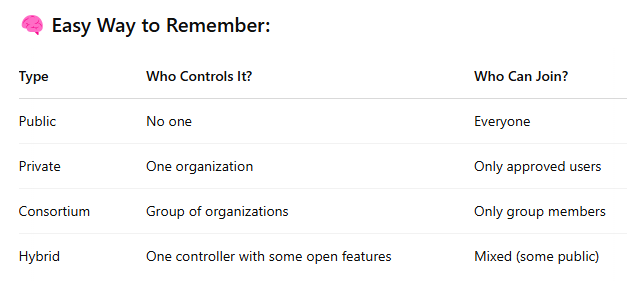 🧠 Easy Way to Remember:
Type Who Controls It? Who Can Join?
Public No one Everyone
Private One organization Only approved users
Consortium Group of organizations Only group members
Hybrid One controller with some open features Mixed (some public)